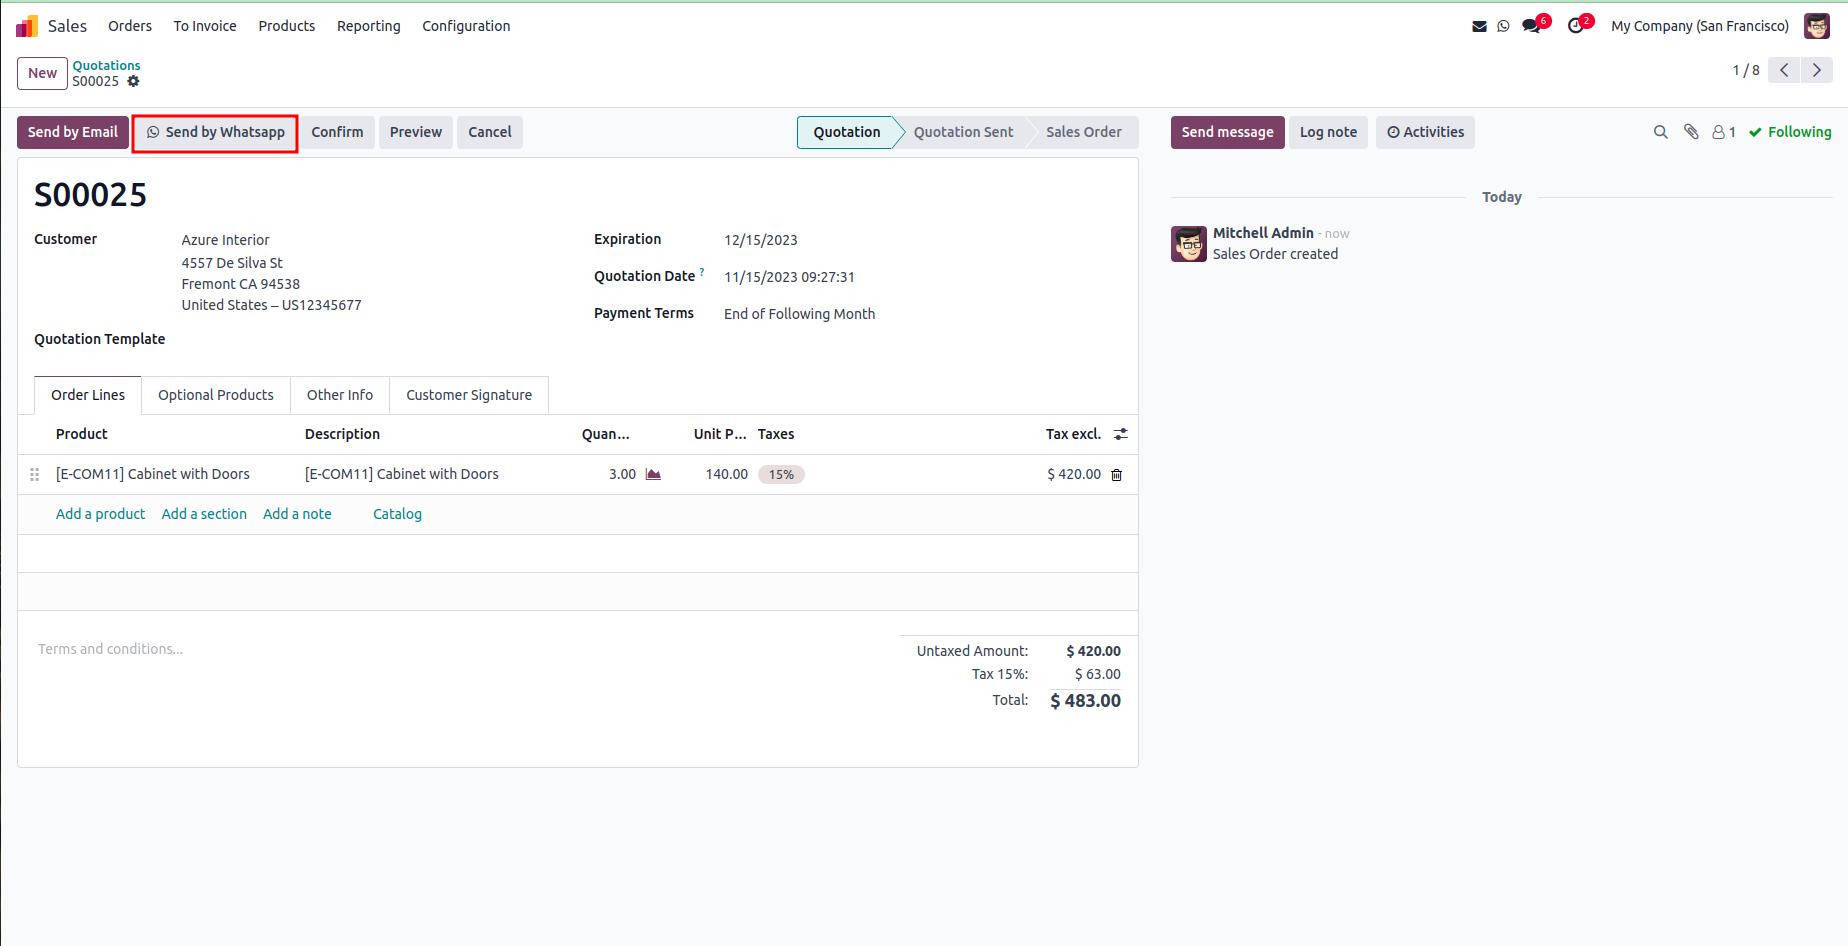 Sales Orders To Invoice Products Reporting Configuration 6 2 My Company (San Francisco)
New Quotations
S00025 1 / 8
Send by Email Send by Whatsapp Confirm Preview Cancel Quotation Quotation Sent Sales Order Send message Log note Activities 1 Following
S00025 Today
Customer Azure Interior Expiration 12/15/2023 Mitchell Admin - now
4557 De Silva St Sales Order created
Fremont CA 94538 Quotation Date ? 11/15/2023 09:27:31
United States – US12345677 Payment Terms End of Following Month
Quotation Template
Order Lines Optional Products Other Info Customer Signature
Product Description Quan... Unit P... Taxes Tax excl.
[E-COM11] Cabinet with Doors [E-COM11] Cabinet with Doors 3.00 140.00 15% $ 420.00
Add a product Add a section Add a note Catalog
Terms and conditions... Untaxed Amount: $ 420.00
Tax 15%: $ 63.00
Total: $ 483.00